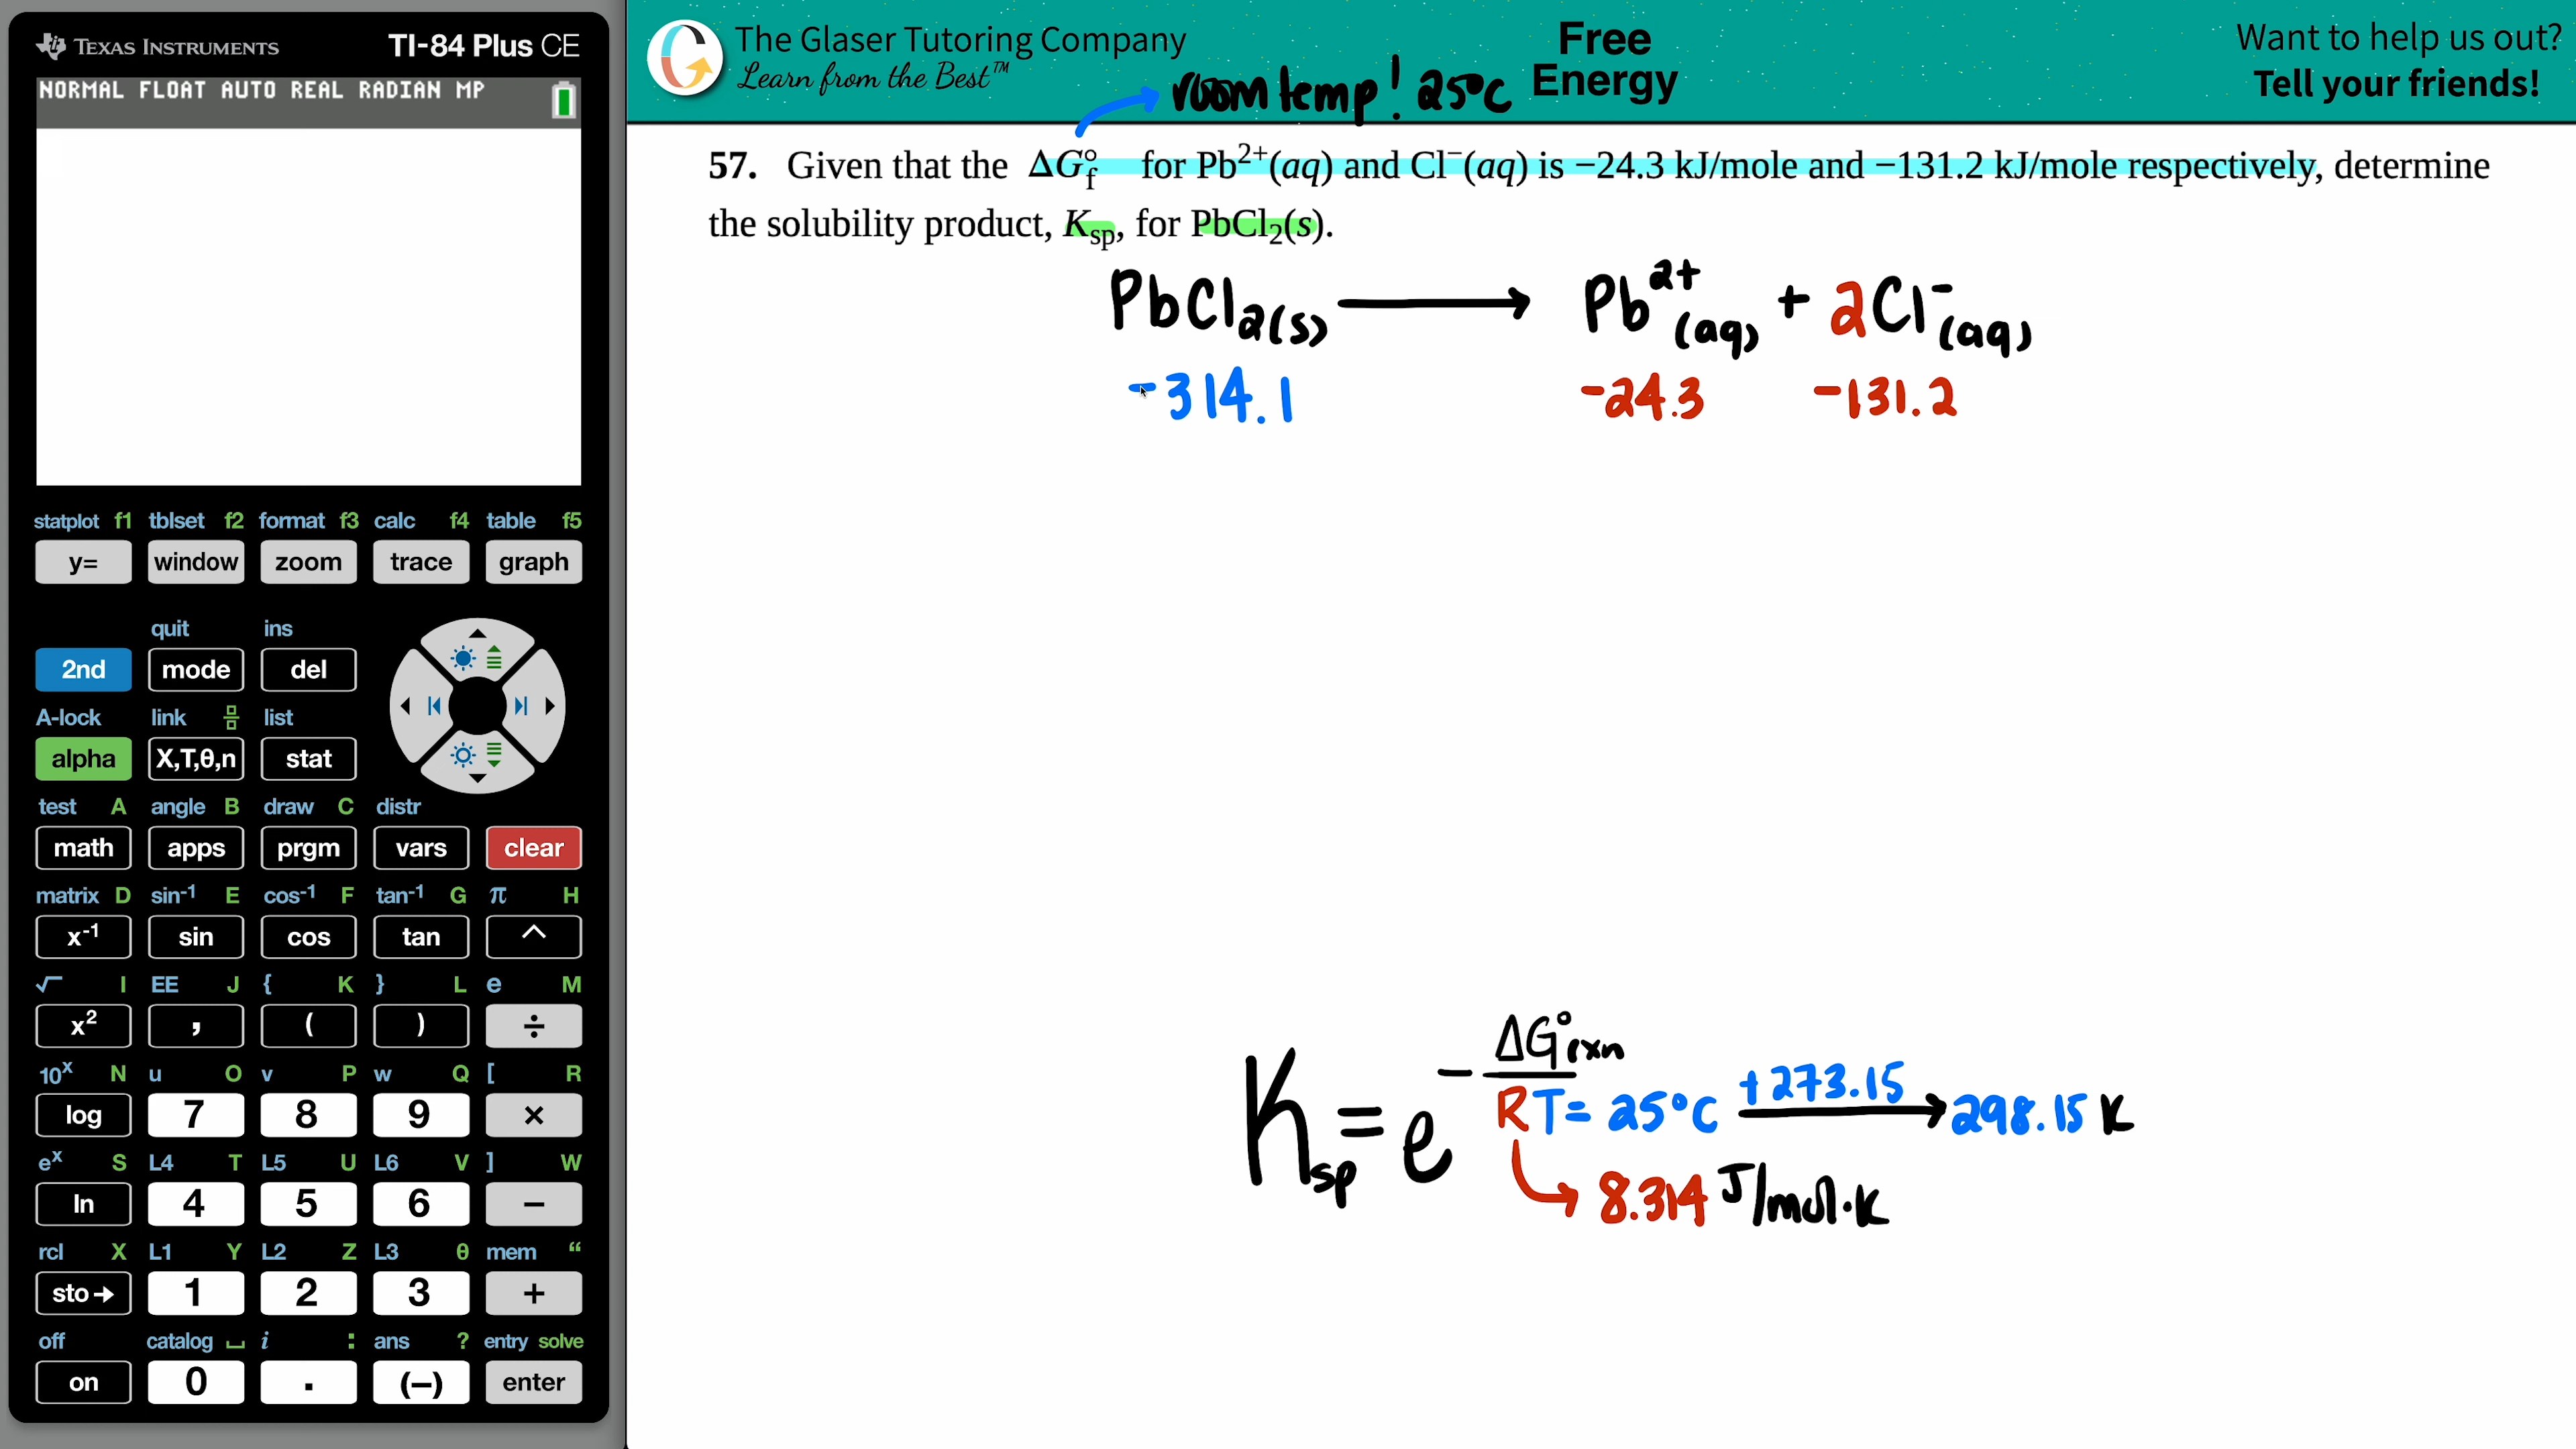 TEXAS INSTRUMENTS TI-84 Plus CE
NORMAL FLOAT AUTO REAL RADIAN MP
statplot f1 tblset f2 format f3 calc f4 table f5
y= window zoom trace graph
quit ins
2nd mode del
A-lock link list
alpha X,T,θ,n stat
test A angle B draw C distr
math apps prgm vars clear
matrix D sin⁻¹ E cos⁻¹ F tan⁻¹ G π H
x⁻¹ sin cos tan ^
√ I EE J { K } L e M
x² , ( ) ÷
10ˣ N u O v P w Q [ R
log 7 8 9 ×
eˣ S L4 T L5 U L6 V ] W
ln 4 5 6 −
rcl X L1 Y L2 Z L3 θ mem “
sto→ 1 2 3 +
off catalog ⎵ i : ans ? entry solve
on 0 . (−) enter
The Glaser Tutoring Company
Learn from the Best™
Free
Energy
Want to help us out?
Tell your friends!
room temp! 25°C
57. Given that the ΔG°f for Pb²⁺(aq) and Cl⁻(aq) is −24.3 kJ/mole and −131.2 kJ/mole respectively, determine
the solubility product, Ksp, for PbCl₂(s).
PbCl₂(s) → Pb²⁺(aq) + 2Cl⁻(aq)
-314.1 -24.3 -131.2
ΔG°rxn
Ksp = e − RT = 25°C +273.15 → 298.15 K
8.314 J/mol·K